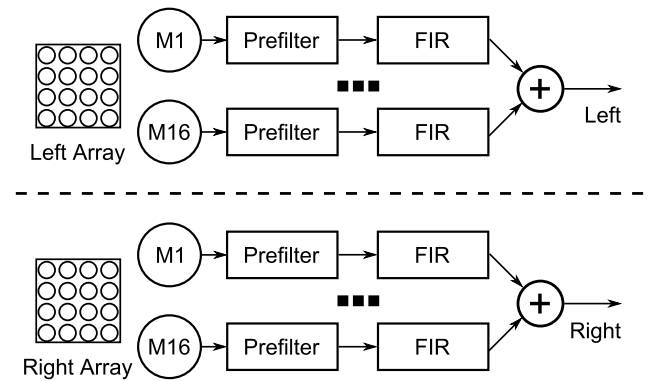 M1 Prefilter FIR
+
M16 Prefilter FIR
Left
Left Array
M1 Prefilter FIR
+
M16 Prefilter FIR
Right
Right Array